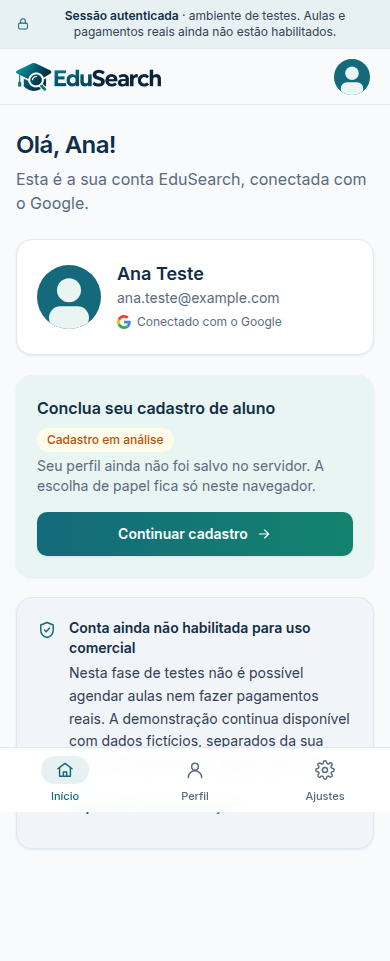 Sessão autenticada · ambiente de testes. Aulas e
pagamentos reais ainda não estão habilitados.
EduSearch
Olá, Ana!
Esta é a sua conta EduSearch, conectada com
o Google.
Ana Teste
ana.teste@example.com
Conectado com o Google
Conclua seu cadastro de aluno
Cadastro em análise
Seu perfil ainda não foi salvo no servidor. A
escolha de papel fica só neste navegador.
Continuar cadastro
Conta ainda não habilitada para uso
comercial
Nesta fase de testes não é possível
agendar aulas nem fazer pagamentos
reais. A demonstração continua disponível
com dados fictícios, separados da sua
Início
Perfil
Ajustes